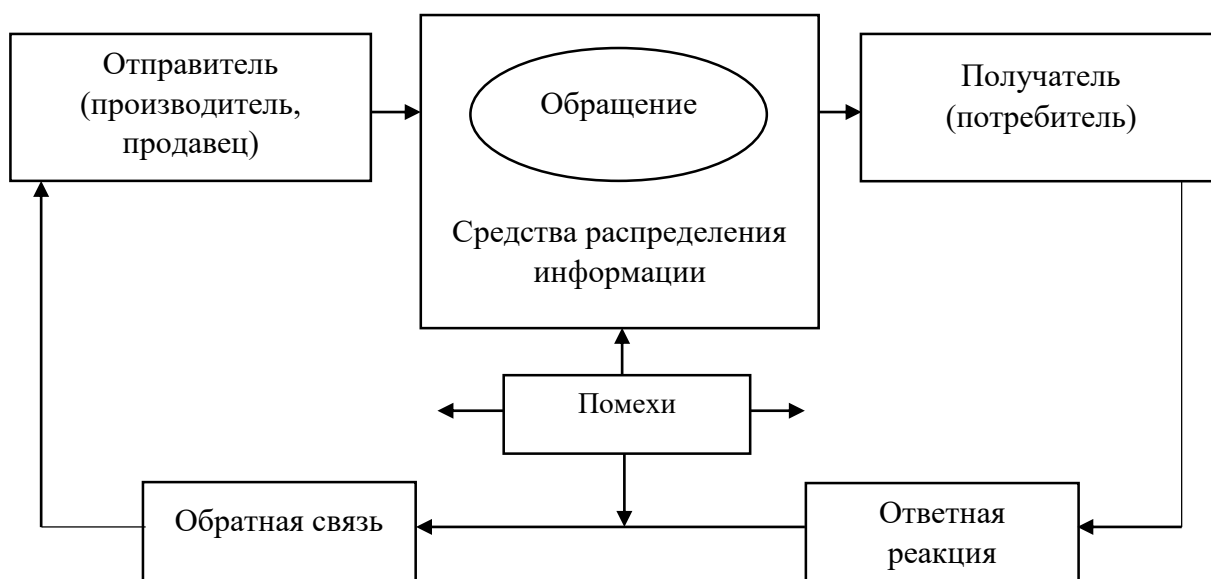 Отправитель
(производитель,
продавец)
Обращение
Средства распределения
информации
Получатель
(потребитель)
Помехи
Обратная связь
Ответная
реакция